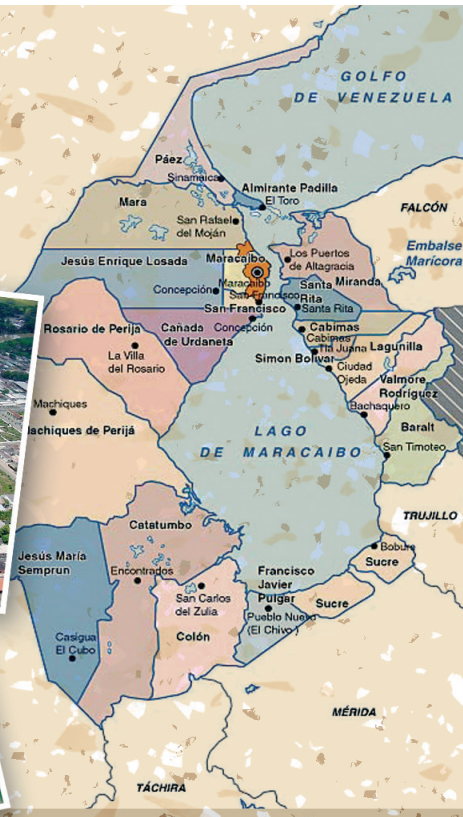 GOLFO
DE VENEZUELA
Páez
Sinamaica
Almirante Padilla
El Toro
Mara
San Rafael
del Moján
FALCÓN
Embalse
Marícora
Jesús Enrique Losada
Maracaibo
Los Puertos
de Altagracia
Miranda
Concepción
Maracaibo
Santa
Rita
San Francisco
Santa Rita
San Francisco
Rosario de Perija
Cañada
de Urdaneta
Concepción
Cabimas
Cabimas
Tía Juana
Lagunilla
La Villa
del Rosario
Simon Bolivar
Ciudad
Ojeda
Valmore
Rodríguez
Machiques
Bachaquero
Baralt
achiques de Perijá
LAGO
DE MARACAIBO
San Timoteo
TRUJILLO
Catatumbo
Bobure
Sucre
Jesús María
Semprun
Encontrados
Francisco
Javier
Pulgar
Sucre
San Carlos
del Zulia
Pueblo Nuevo
(El Chivo )
Colón
Casigua
El Cubo
MÉRIDA
TÁCHIRA